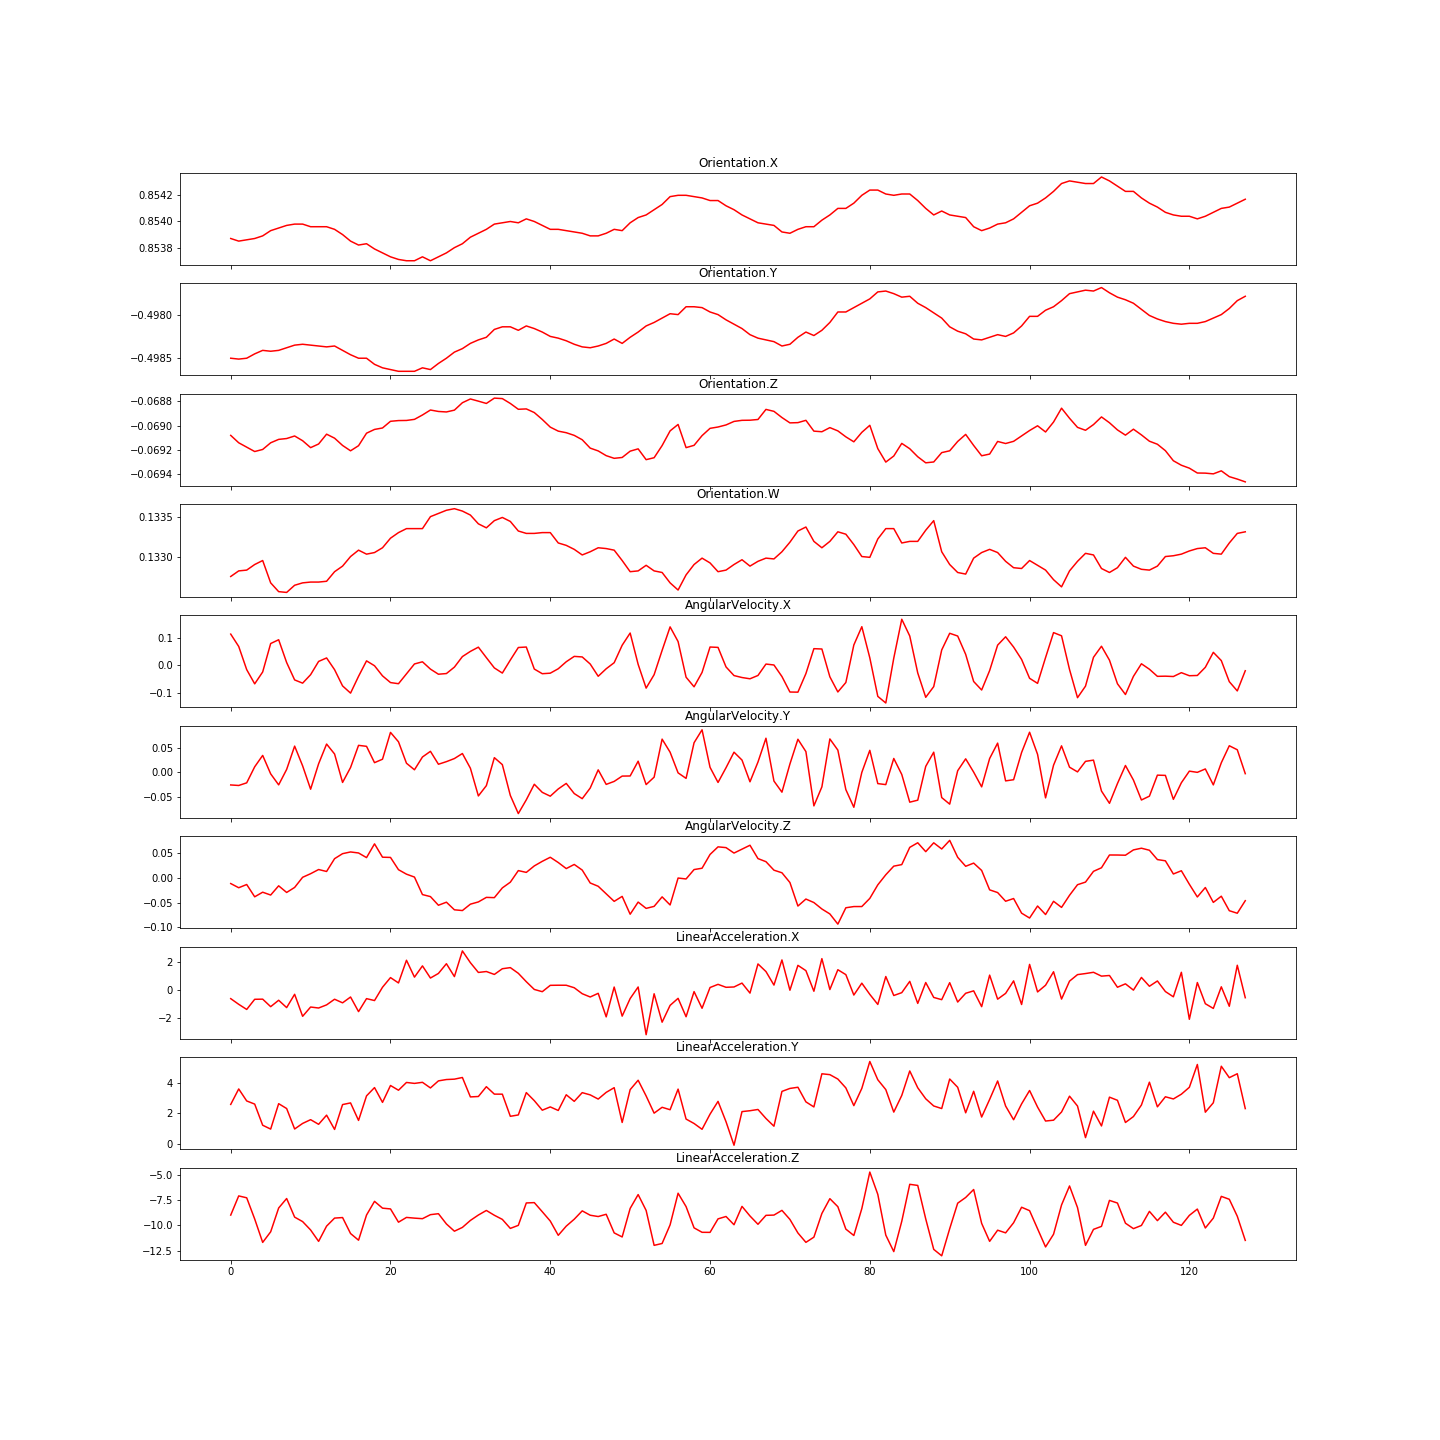 Orientation.X
0.8542
0.8540
0.8538
Orientation.Y
−0.4980
−0.4985
Orientation.Z
−0.0688
−0.0690
−0.0692
−0.0694
Orientation.W
0.1335
0.1330
AngularVelocity.X
0.1
0.0
−0.1
AngularVelocity.Y
0.05
0.00
−0.05
AngularVelocity.Z
0.05
0.00
−0.05
−0.10
LinearAcceleration.X
2
0
−2
LinearAcceleration.Y
4
2
0
LinearAcceleration.Z
−5.0
−7.5
−10.0
−12.5
0 20 40 60 80 100 120